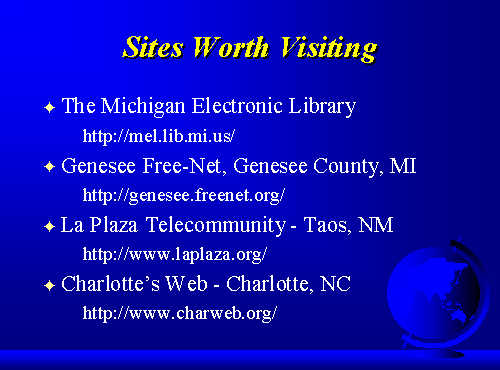 Sites Worth Visiting
The Michigan Electronic Library
http://mel.lib.mi.us/
Genesee Free-Net, Genesee County, MI
http://genesee.freenet.org/
La Plaza Telecommunity - Taos, NM
http://www.laplaza.org/
Charlotte's Web - Charlotte, NC
http://www.charweb.org/